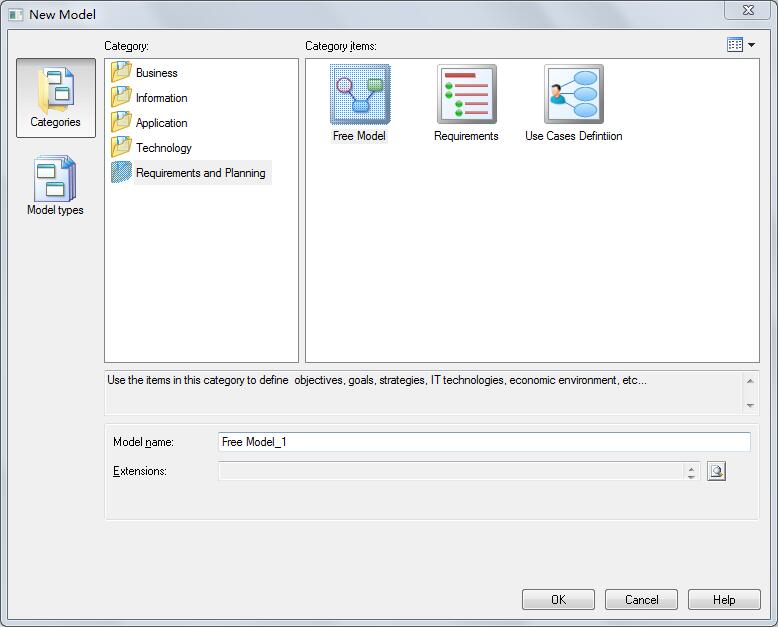 New Model
Category:
Category items:
Categories
Model types
Business
Information
Application
Technology
Requirements and Planning
Free Model
Requirements
Use Cases Defintiion
Use the items in this category to define objectives, goals, strategies, IT technologies, economic environment, etc...
Model name:
Free Model_1
Extensions:
OK
Cancel
Help